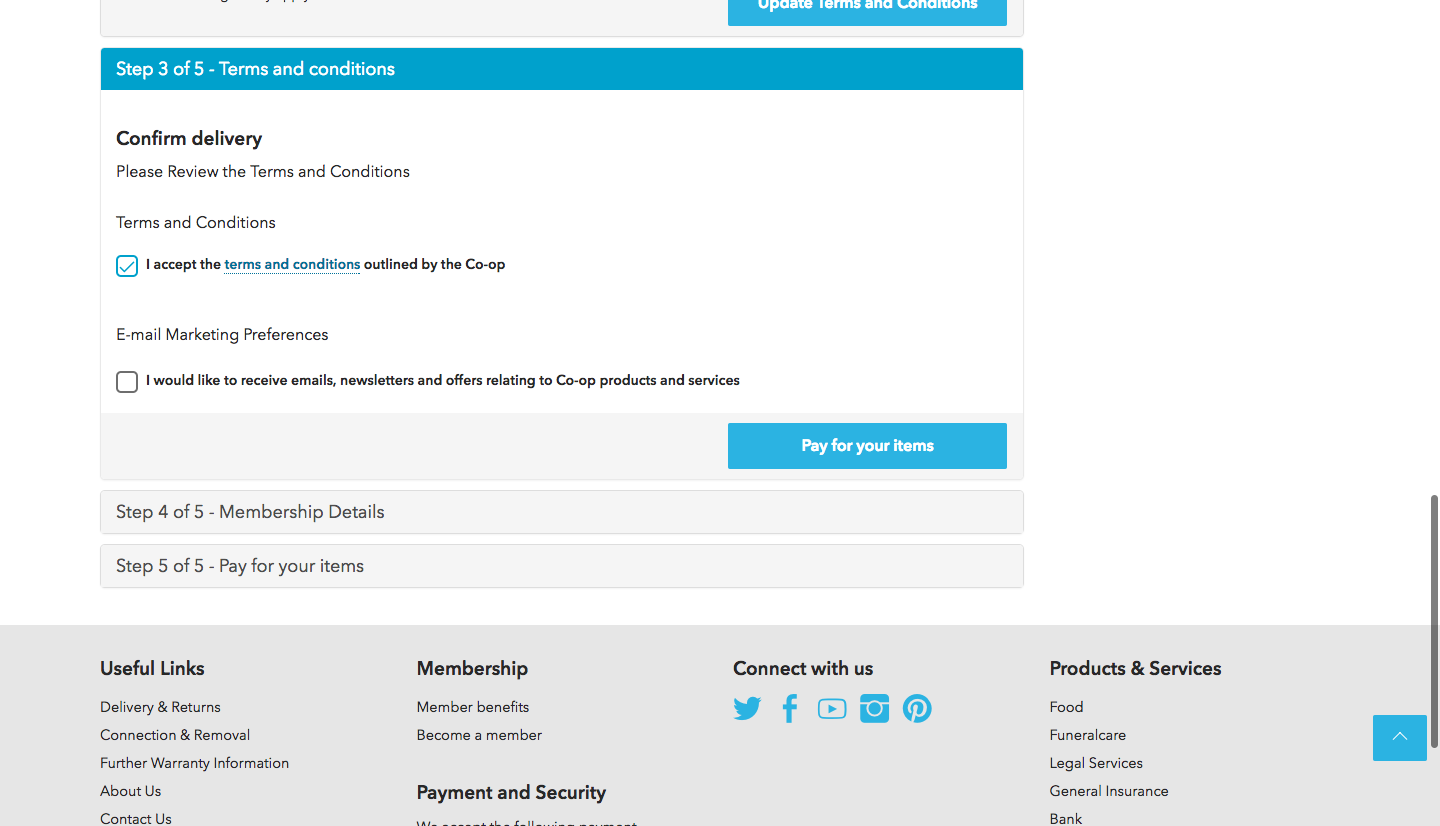 Update Terms and Conditions
Step 3 of 5 - Terms and conditions
Confirm delivery
Please Review the Terms and Conditions
Terms and Conditions
I accept the terms and conditions outlined by the Co-op
E-mail Marketing Preferences
I would like to receive emails, newsletters and offers relating to Co-op products and services
Pay for your items
Step 4 of 5 - Membership Details
Step 5 of 5 - Pay for your items
Useful Links
Delivery & Returns
Connection & Removal
Further Warranty Information
About Us
Contact Us
Membership
Member benefits
Become a member
Payment and Security
We accept the following payment
Connect with us
Products & Services
Food
Funeralcare
Legal Services
General Insurance
Bank